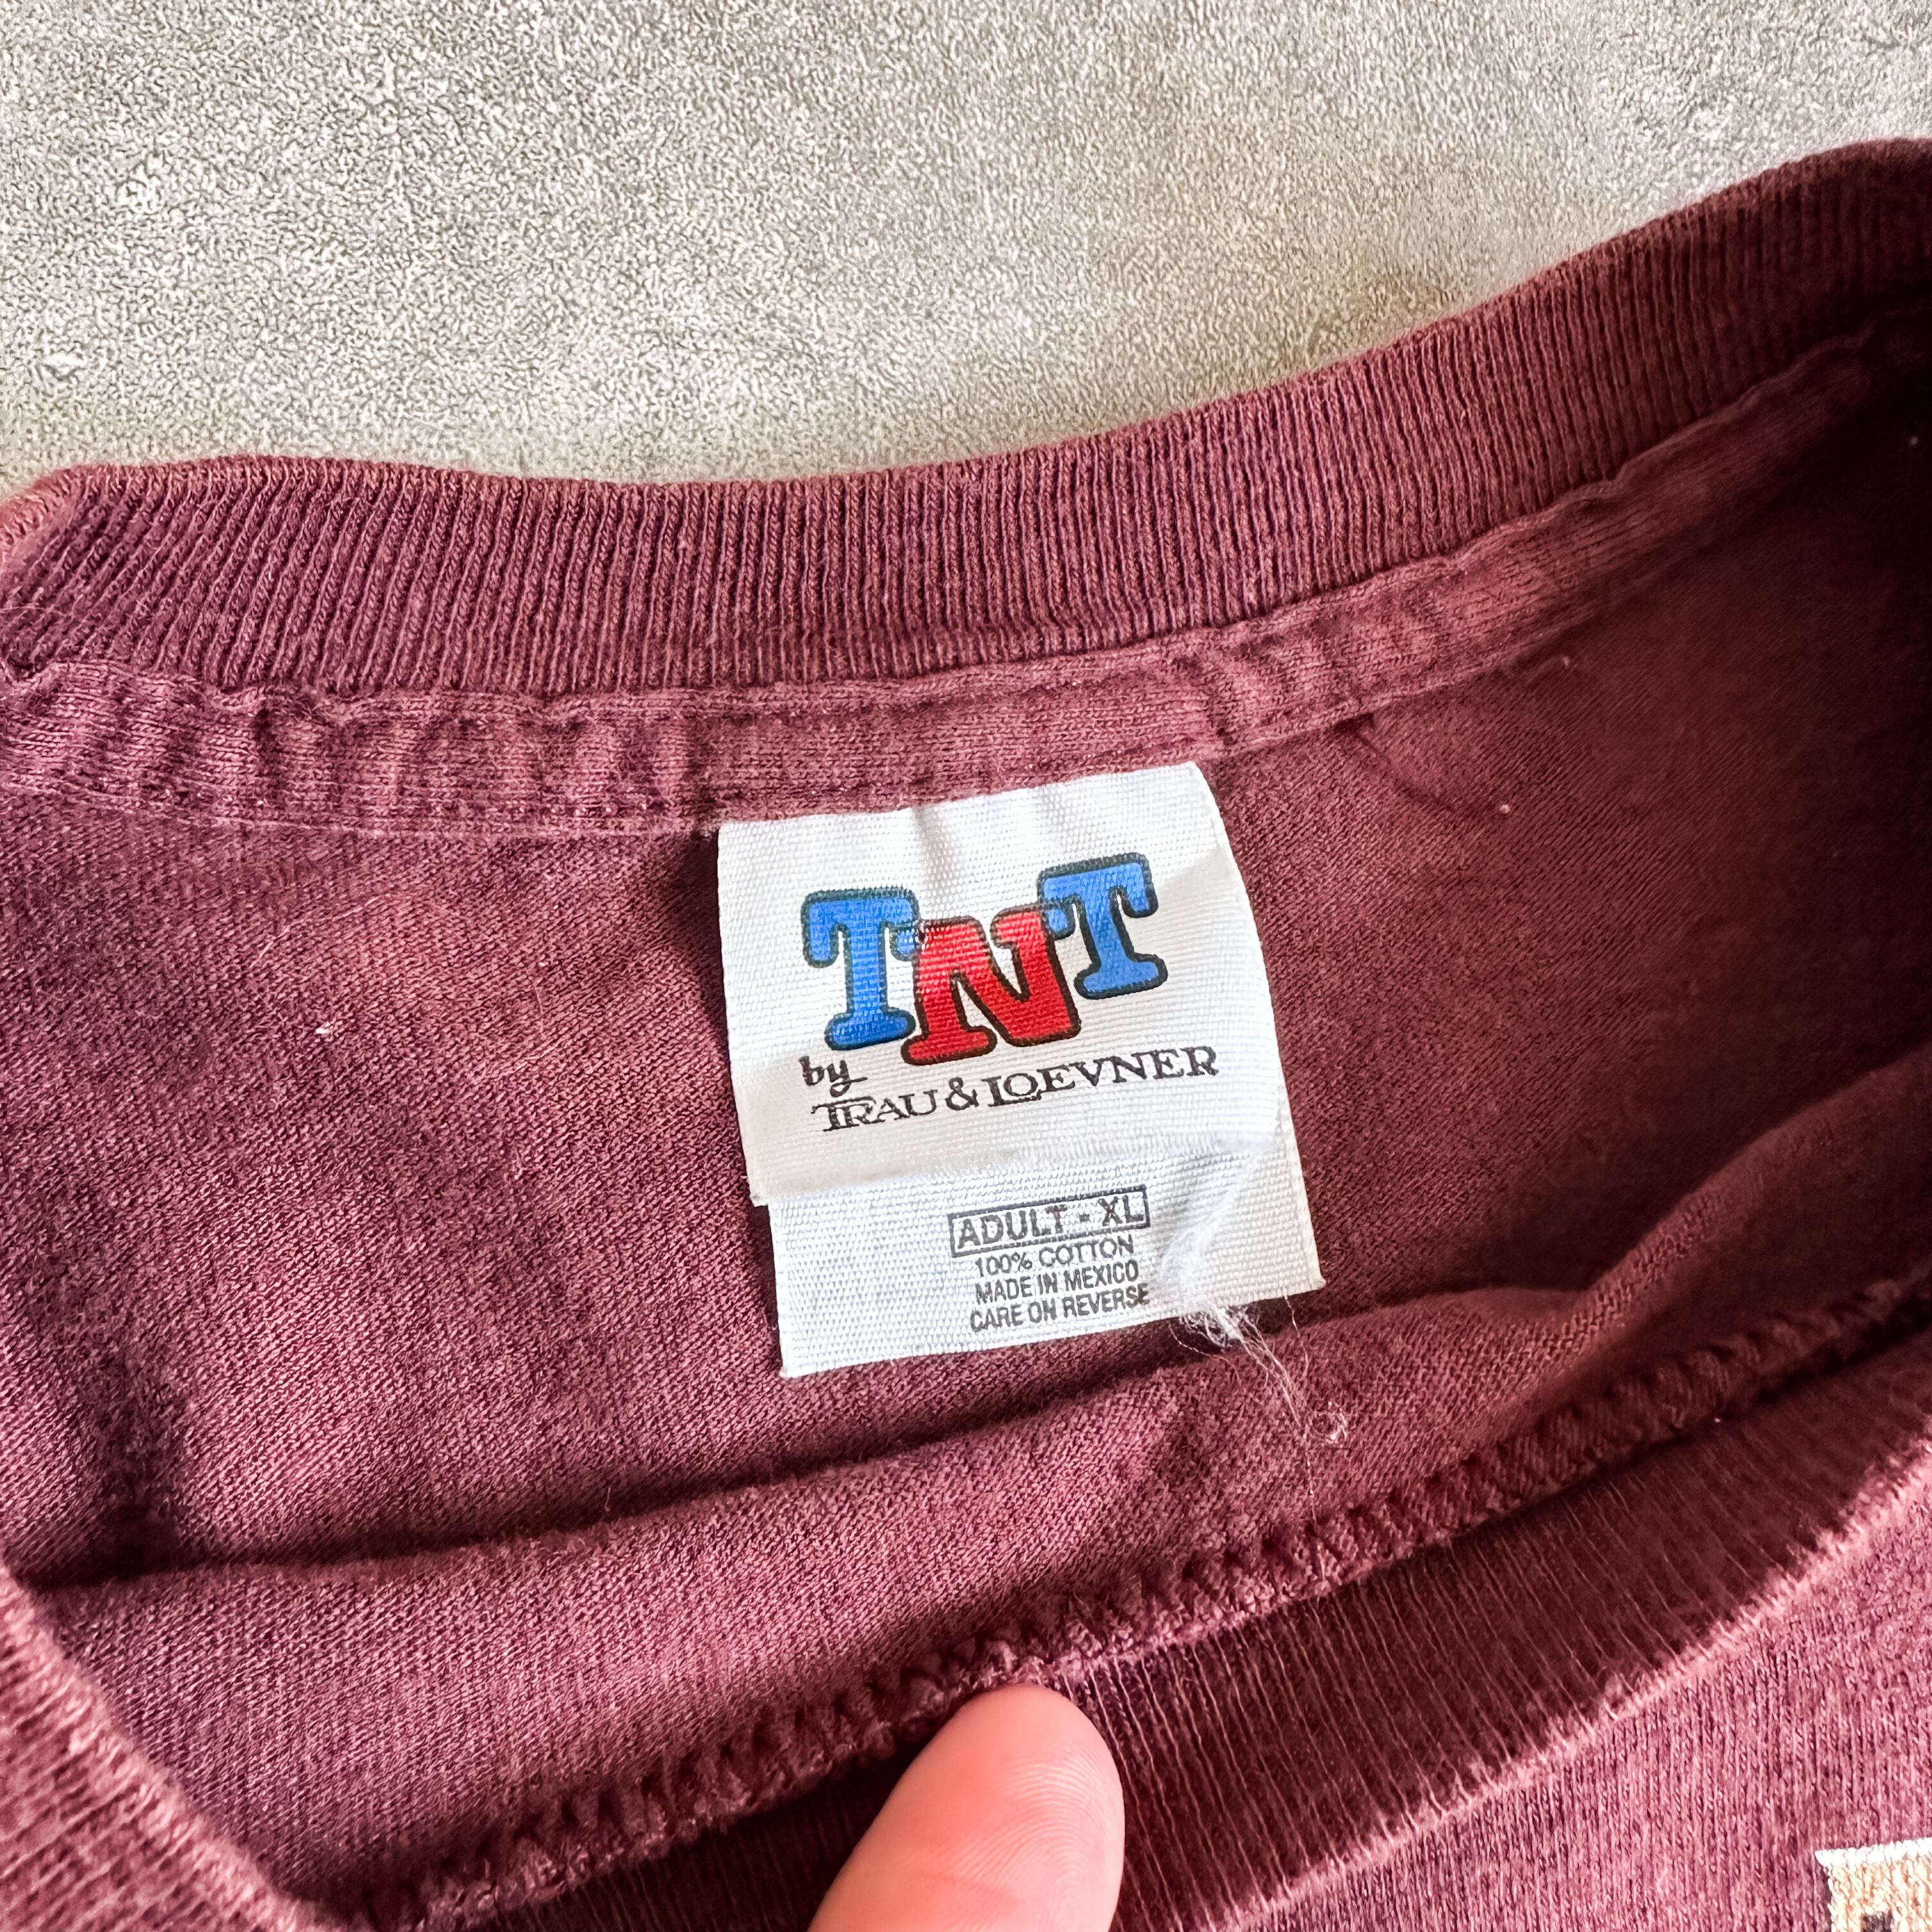 TNT
by
TRAU & LOEVNER
ADULT - XL
100% COTTON
MADE IN MEXICO
CARE ON REVERSE